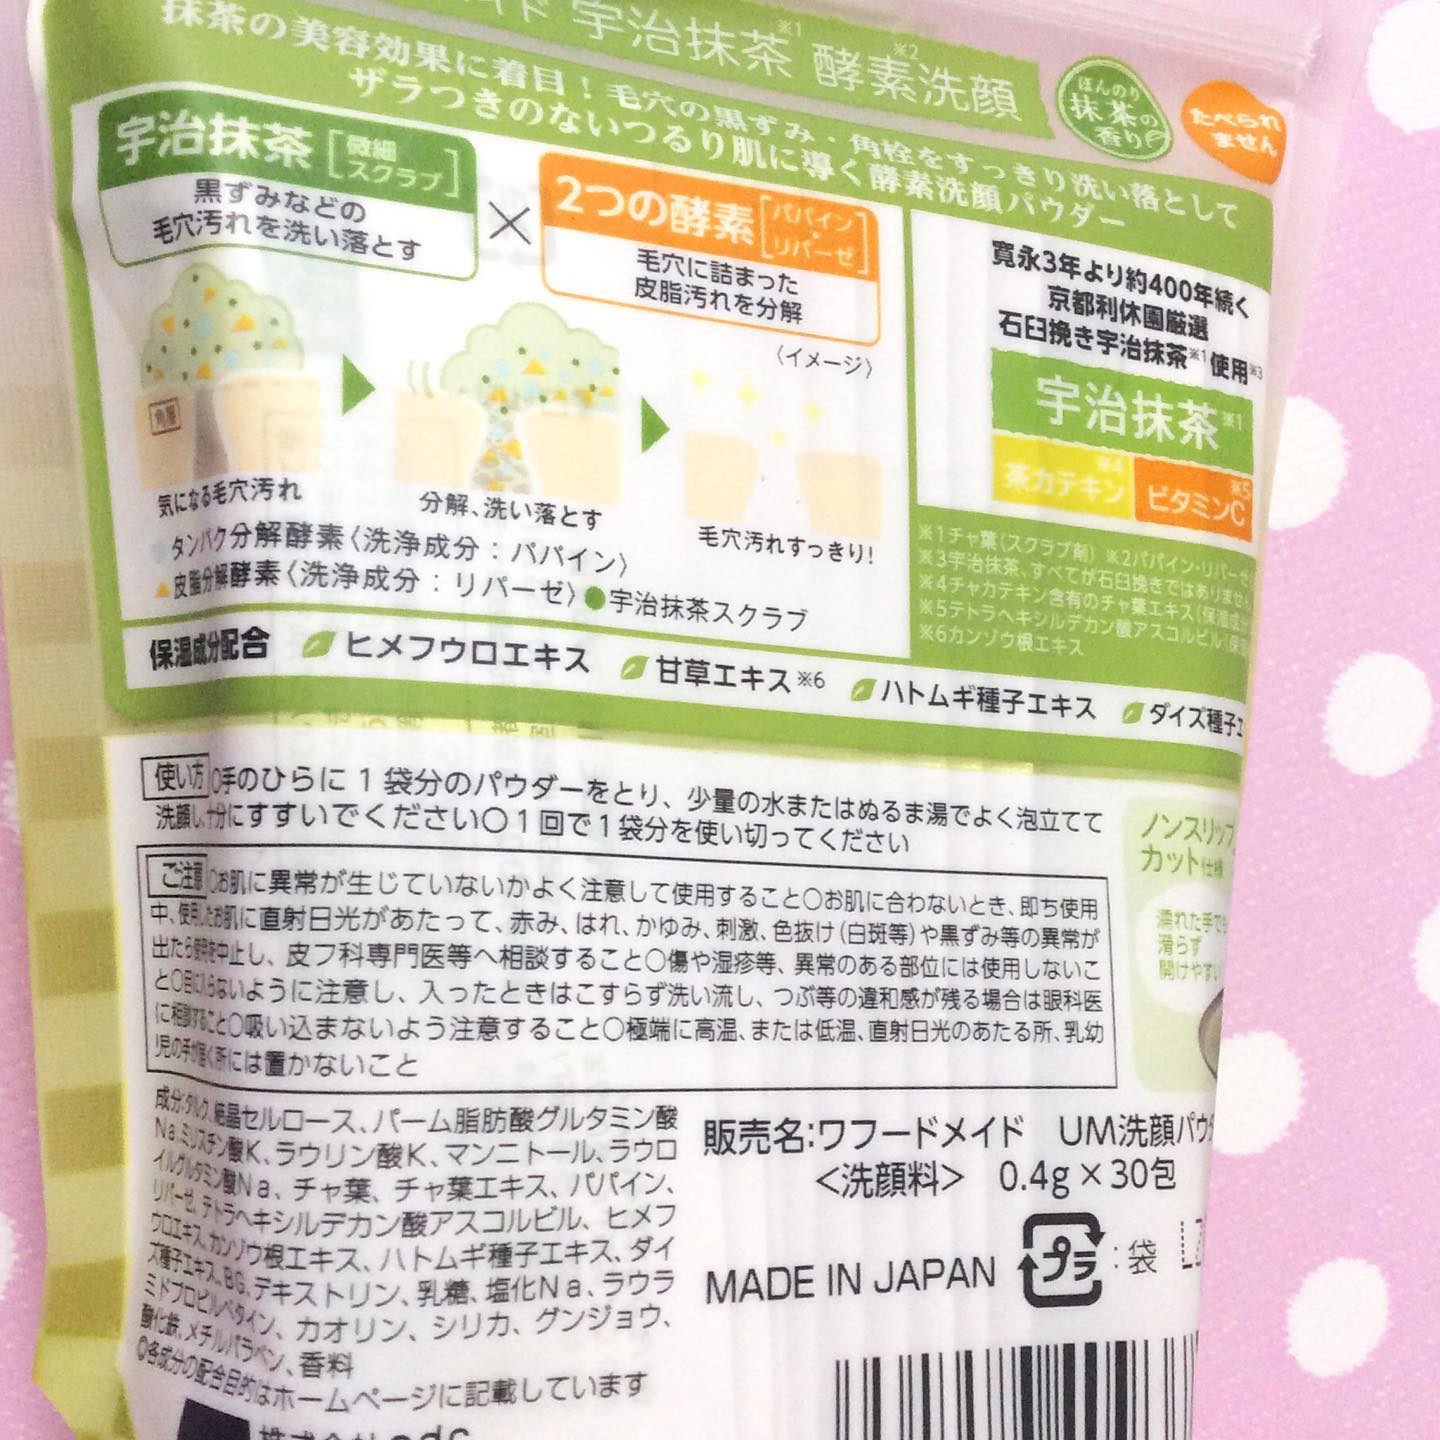 イド 宇治抹茶※1 酵素※2洗顔
ほんのり
抹茶の
香り
たべられ
ません
抹茶の美容効果に着目！毛穴の黒ずみ・角栓をすっきり洗い落として
ザラつきのないつるり肌に導く酵素洗顔パウダー
宇治抹茶［微細スクラブ］
黒ずみなどの
毛穴汚れを洗い落とす
×
2つの酵素［パパイン・リパーゼ］
毛穴に詰まった
皮脂汚れを分解
〈イメージ〉
角層
気になる毛穴汚れ
分解、洗い落とす
毛穴汚れすっきり!
タンパク分解酵素〈洗浄成分：パパイン〉
皮脂分解酵素〈洗浄成分：リパーゼ〉●宇治抹茶スクラブ
寛永3年より約400年続く
京都利休園厳選
石臼挽き宇治抹茶※1使用※3
宇治抹茶※1
茶カテキン※4
ビタミンC※5
※1チャ葉(スクラブ剤) ※2パパイン・リパーゼ
※3宇治抹茶、すべてが石臼挽きではありません
※4チャカテキン含有のチャ葉エキス(保湿成
※5テトラヘキシルデカン酸アスコルビル(保
※6カンゾウ根エキス
保湿成分配合 ヒメフウロエキス 甘草エキス※6 ハトムギ種子エキス ダイズ種子エ
使い方 ○手のひらに1袋分のパウダーをとり、少量の水またはぬるま湯でよく泡立てて
洗顔し、十分にすすいでください○1回で1袋分を使い切ってください
ノンスリップ
カット仕様
濡れた手でも
滑らず
開けやすい
ご注意 ○お肌に異常が生じていないかよく注意して使用すること○お肌に合わないとき、即ち使用
中、使用したお肌に直射日光があたって、赤み、はれ、かゆみ、刺激、色抜け(白斑等)や黒ずみ等の異常が
出たら使用を中止し、皮フ科専門医等へ相談すること○傷や湿疹等、異常のある部位には使用しないこ
と○目に入らないように注意し、入ったときはこすらず洗い流し、つぶ等の違和感が残る場合は眼科医
に相談すること○吸い込まないよう注意すること○極端に高温、または低温、直射日光のあたる所、乳幼
児の手が届く所には置かないこと
成分:タルク、結晶セルロース、パーム脂肪酸グルタミン酸
Na、ミリスチン酸K、ラウリン酸K、マンニトール、ラウロ
イルグルタミン酸Na、チャ葉、チャ葉エキス、パパイン、
リパーゼ、テトラヘキシルデカン酸アスコルビル、ヒメフ
ウロエキス、カンゾウ根エキス、ハトムギ種子エキス、ダイ
ズ種子エキス、BG、デキストリン、乳糖、塩化Na、ラウラ
ミドプロピルベタイン、カオリン、シリカ、グンジョウ、
酸化鉄、メチルパラベン、香料
◎各成分の配合目的はホームページに記載しています
販売名:ワフードメイド UM洗顔パウ
<洗顔料> 0.4g×30包
MADE IN JAPAN プラ :袋
株式会社 pdc